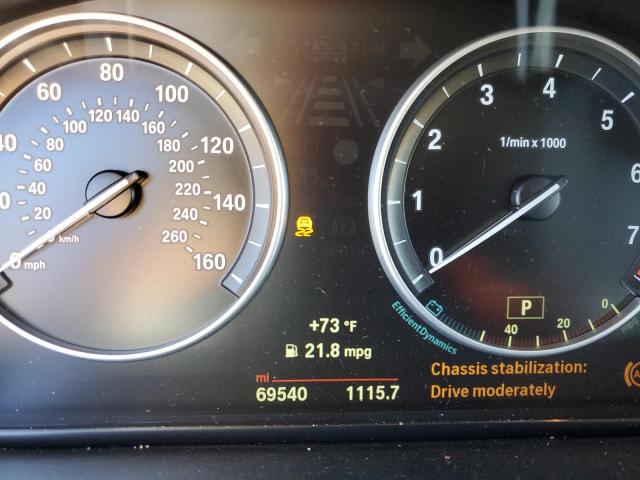 40 60 80 100 120 140 160
20 40 60 80 100 120 140 160 180 200 220 240 260
km/h
0 mph
0 1 2 3 4 5 6 7
1/min x 1000
P
40 20 0
EfficientDynamics
+73 °F
21.8 mpg
mi
69540 1115.7
Chassis stabilization:
Drive moderately